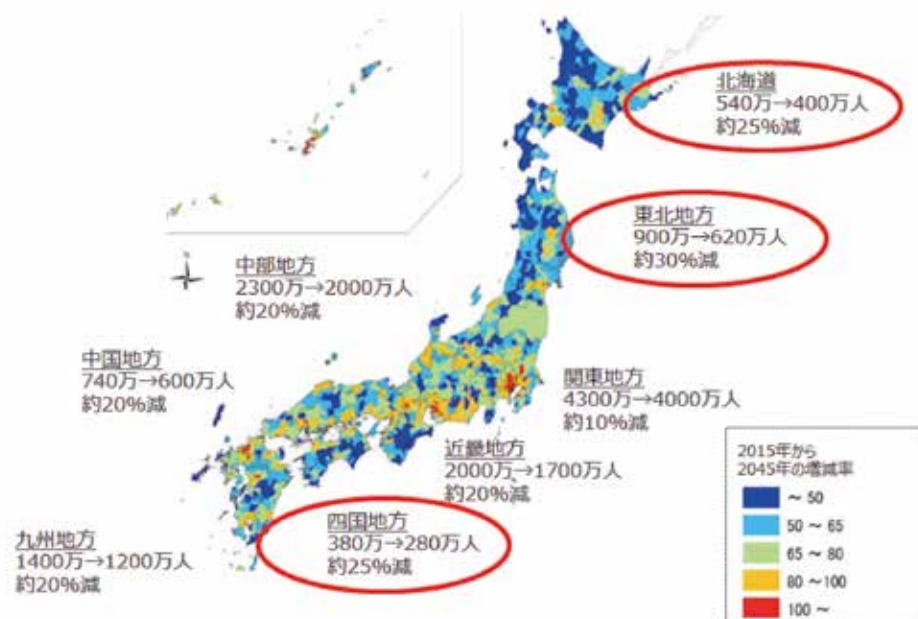 北海道
540万→400万人
約25%減
東北地方
900万→620万人
約30%減
中部地方
2300万→2000万人
約20%減
中国地方
740万→600万人
約20%減
関東地方
4300万→4000万人
約10%減
近畿地方
2000万→1700万人
約20%減
四国地方
380万→280万人
約25%減
九州地方
1400万→1200万人
約20%減
2015年から
2045年の増減率
～ 50
50 ～ 65
65 ～ 80
80 ～100
100 ～